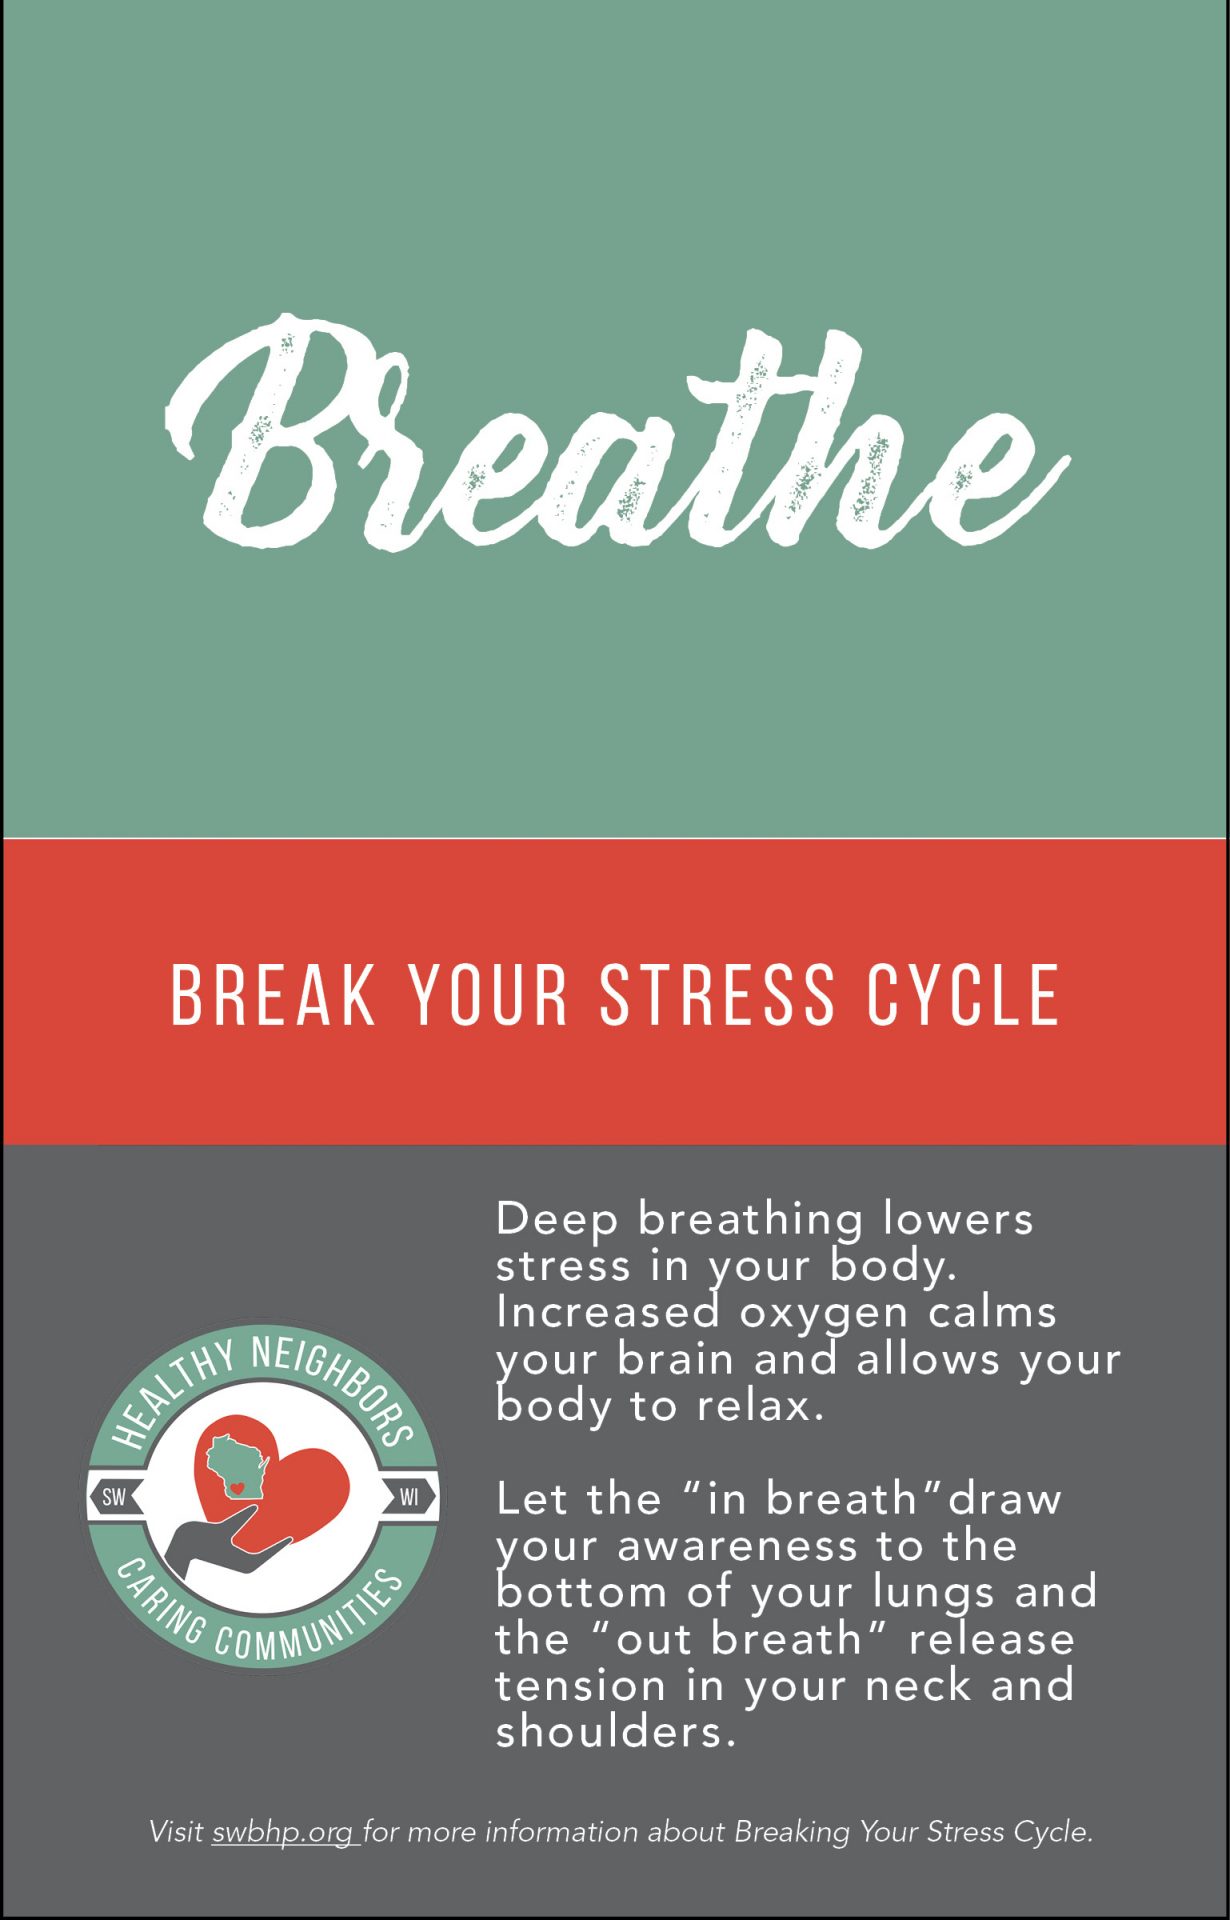 Breathe
BREAK YOUR STRESS CYCLE
Deep breathing lowers
stress in your body.
Increased oxygen calms
your brain and allows your
body to relax.
Let the “in breath”draw
your awareness to the
bottom of your lungs and
the “out breath” release
tension in your neck and
shoulders.
HEALTHY NEIGHBORS
SW
WI
CARING COMMUNITIES
Visit swbhp.org for more information about Breaking Your Stress Cycle.